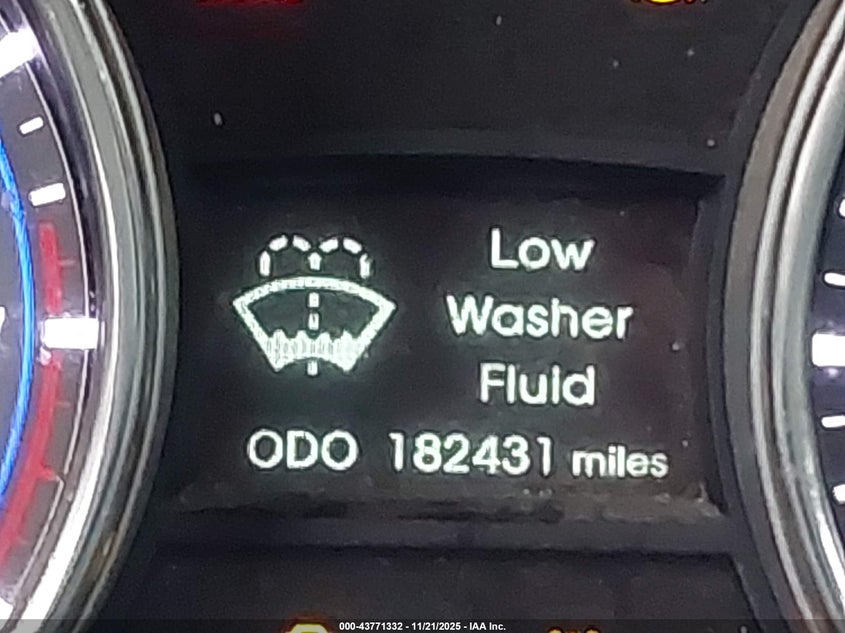 Low
Washer
Fluid
ODO 182431 miles
000-43771332 - 11/21/2025 - IAA Inc.